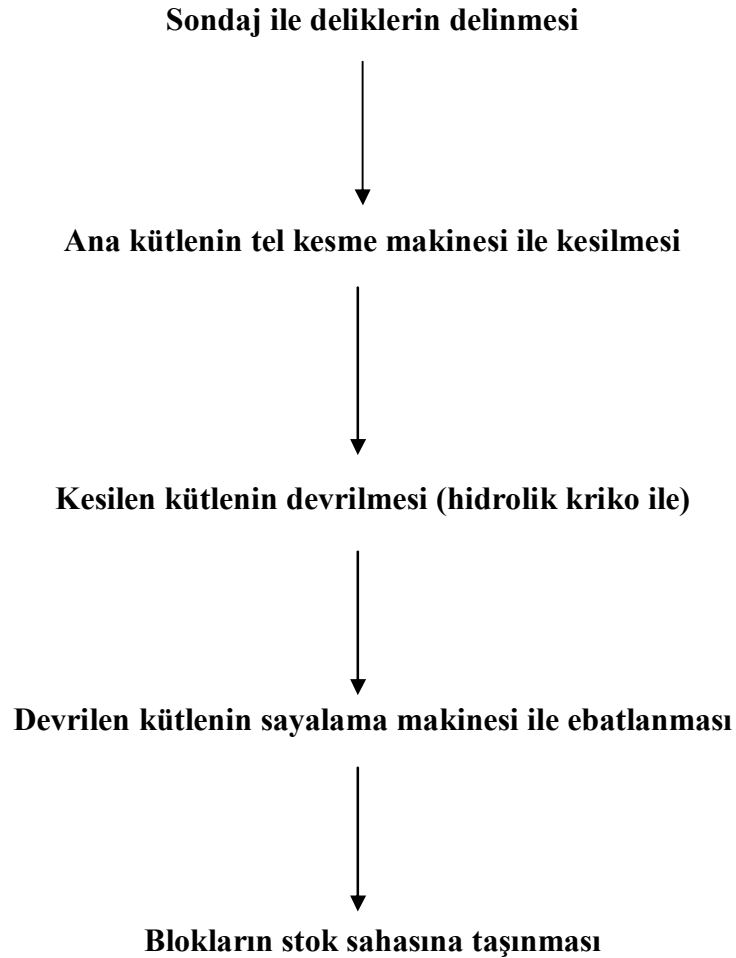 Sondaj ile deliklerin delinmesi
Ana kütlenin tel kesme makinesi ile kesilmesi
Kesilen kütlenin devrilmesi (hidrolik kriko ile)
Devrilen kütlenin sayalama makinesi ile ebatlanması
Blokların stok sahasına taşınması